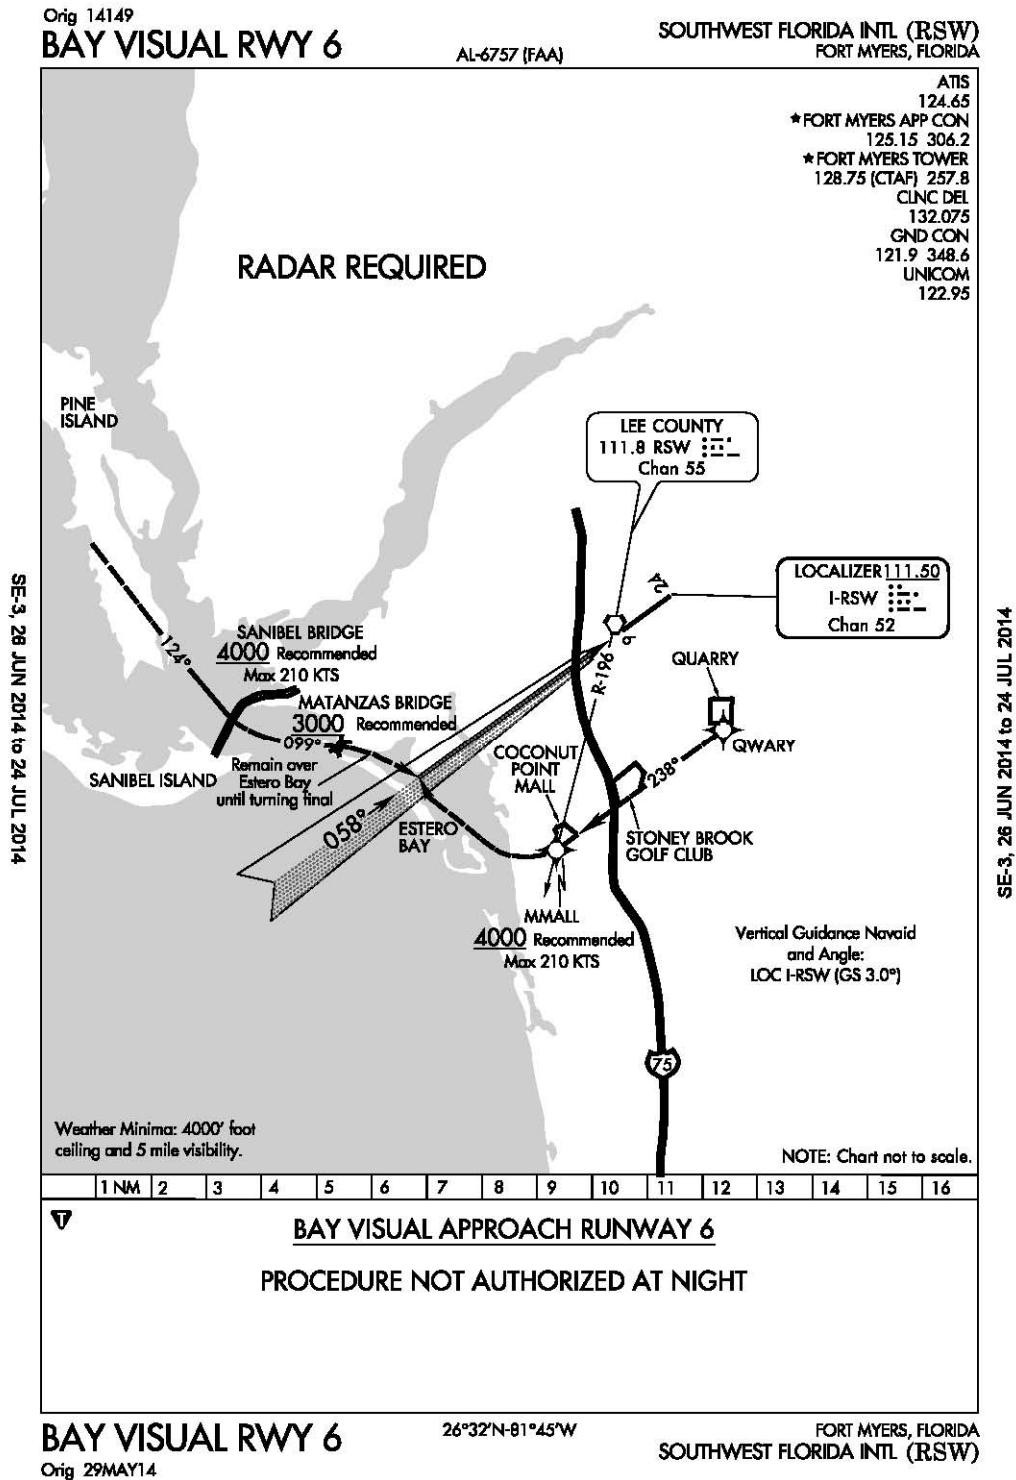 Orig 14149
BAY VISUAL RWY 6
AL-6757 (FAA)
SOUTHWEST FLORIDA INTL (RSW)
FORT MYERS, FLORIDA
ATIS
124.65
★FORT MYERS APP CON
125.15 306.2
★FORT MYERS TOWER
128.75 (CTAF) 257.8
CLNC DEL
132.075
GND CON
121.9 348.6
UNICOM
122.95
RADAR REQUIRED
PINE
ISLAND
LEE COUNTY
111.8 RSW
Chan 55
24
LOCALIZER 111.50
I-RSW
Chan 52
6
R-196
124°
SANIBEL BRIDGE
4000 Recommended
Max 210 KTS
MATANZAS BRIDGE
3000 Recommended
099°
Remain over
Estero Bay
until turning final
SANIBEL ISLAND
058°
ESTERO
BAY
QUARRY
QWARY
238°
COCONUT
POINT
MALL
STONEY BROOK
GOLF CLUB
MMALL
4000 Recommended
Max 210 KTS
Vertical Guidance Navaid
and Angle:
LOC I-RSW (GS 3.0°)
75
Weather Minima: 4000' foot
ceiling and 5 mile visibility.
NOTE: Chart not to scale.
1 NM 2 3 4 5 6 7 8 9 10 11 12 13 14 15 16
T
BAY VISUAL APPROACH RUNWAY 6
PROCEDURE NOT AUTHORIZED AT NIGHT
BAY VISUAL RWY 6
Orig 29MAY14
26°32'N-81°45'W
FORT MYERS, FLORIDA
SOUTHWEST FLORIDA INTL (RSW)
SE-3, 26 JUN 2014 to 24 JUL 2014
SE-3, 26 JUN 2014 to 24 JUL 2014